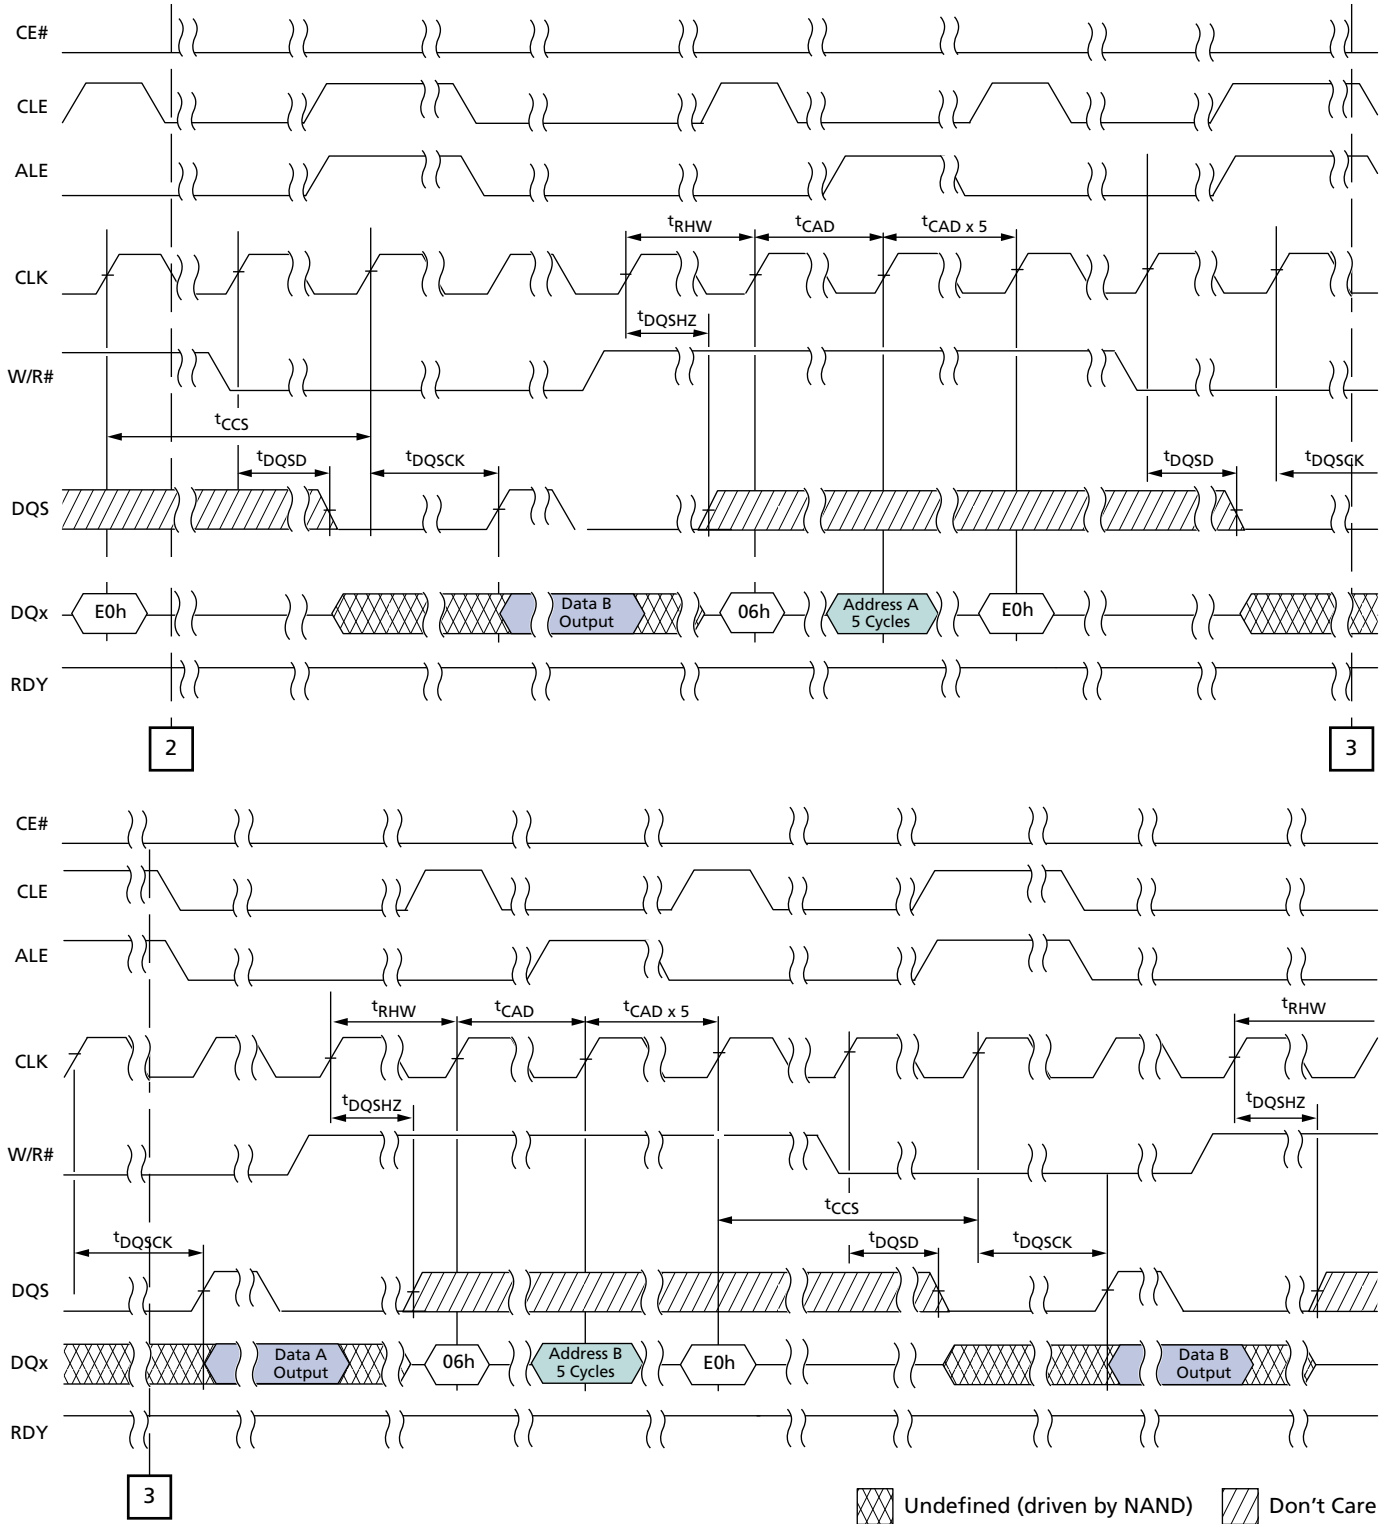 CE#
CLE
ALE
tRHW tCAD tCAD x 5
CLK
tDQSHZ
W/R#
tCCS
tDQSD tDQSCK tDQSD tDQSCK
DQS
DQx E0h Data B Output 06h Address A 5 Cycles E0h
RDY
2 3
CE#
CLE
ALE
tRHW tCAD tCAD x 5 tRHW
CLK
tDQSHZ tDQSHZ
W/R#
tCCS
tDQSCK tDQSD tDQSCK
DQS
DQx Data A Output 06h Address B 5 Cycles E0h Data B Output
RDY
3
Undefined (driven by NAND) Don't Care